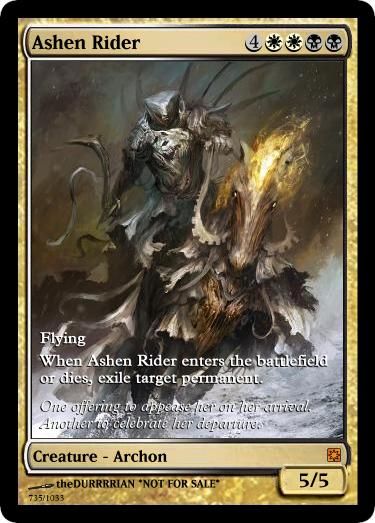 Ashen Rider 4
Flying
When Ashen Rider enters the battlefield
or dies, exile target permanent.
One offering to appease her on her arrival.
Another to celebrate her departure.
Creature - Archon
5/5
theDURRRRIAN *NOT FOR SALE*
735/1033